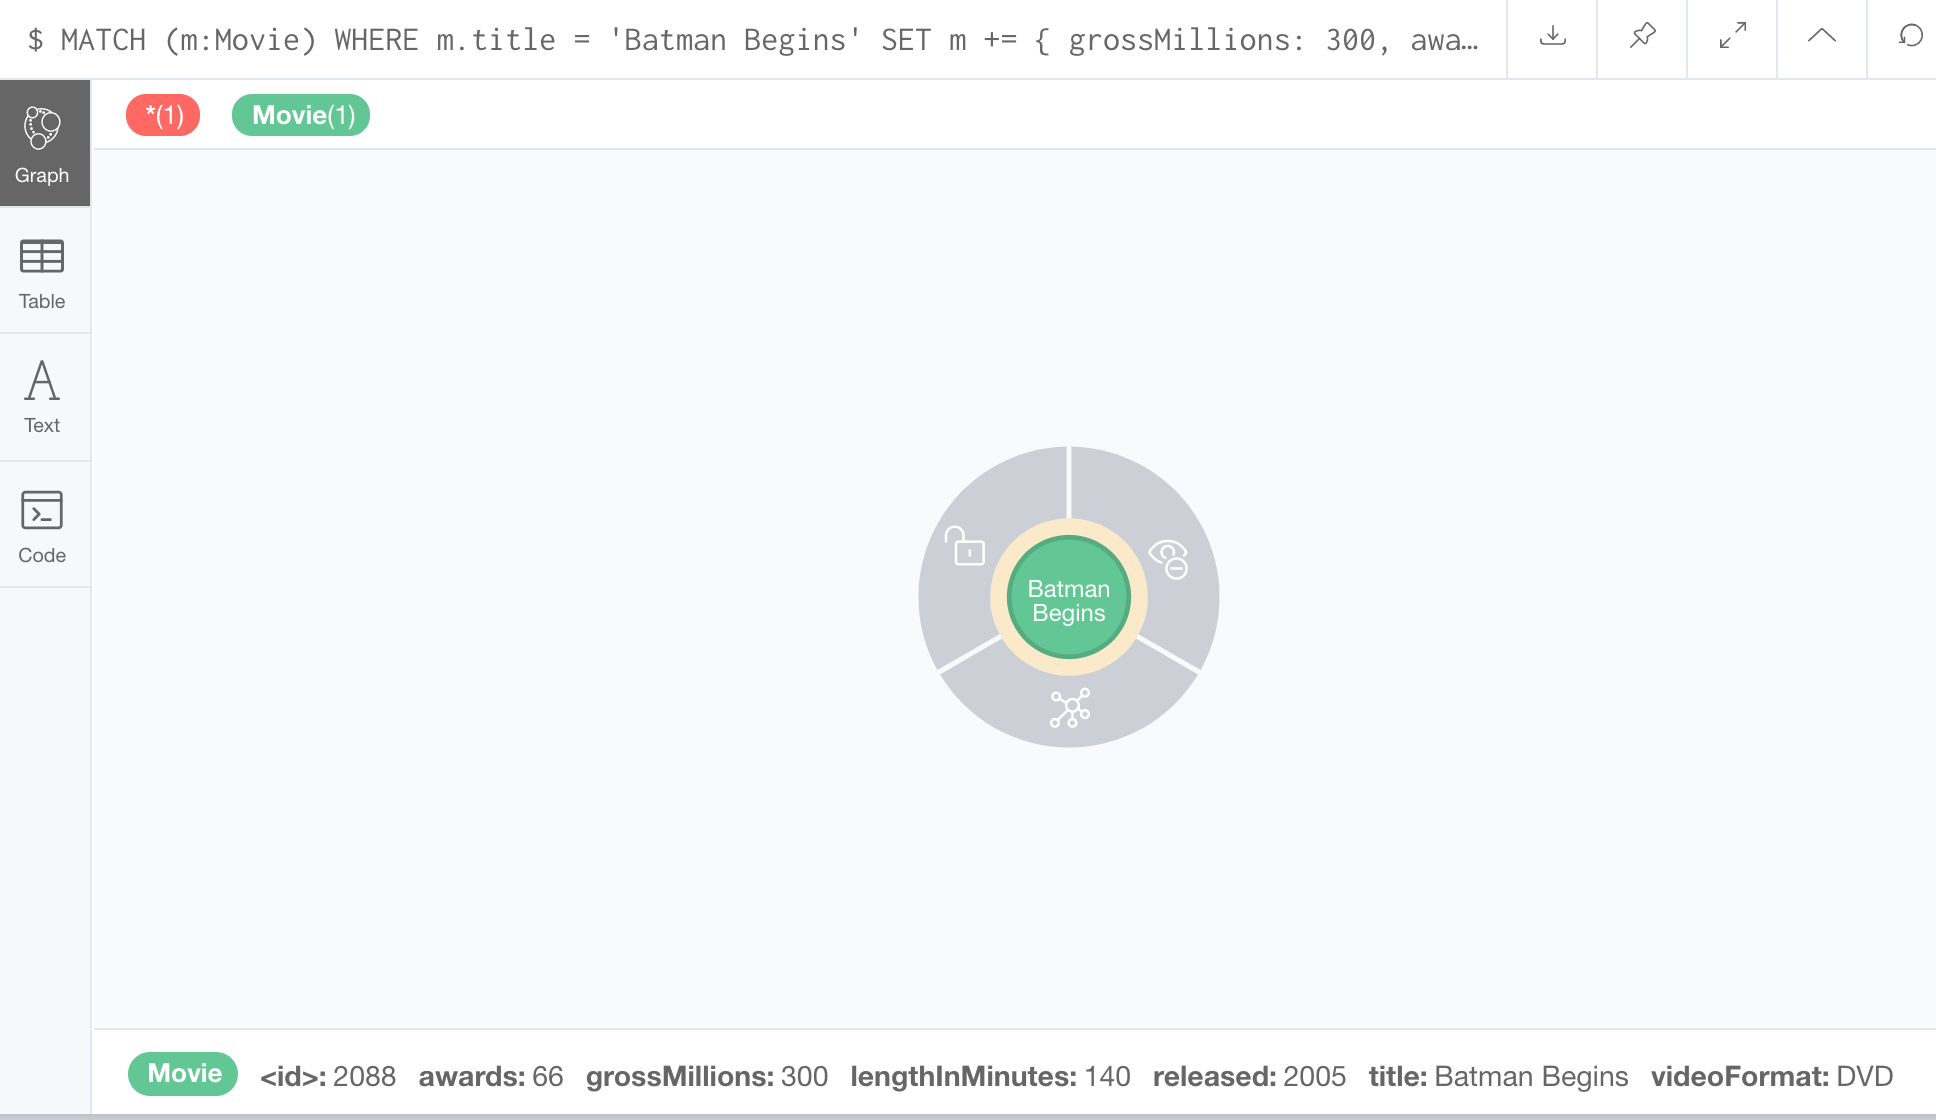 $ MATCH (m:Movie) WHERE m.title = 'Batman Begins' SET m += { grossMillions: 300, awa…
*(1) Movie(1)
Graph
Table
Text
Code
Batman
Begins
Movie <id>: 2088 awards: 66 grossMillions: 300 lengthInMinutes: 140 released: 2005 title: Batman Begins videoFormat: DVD